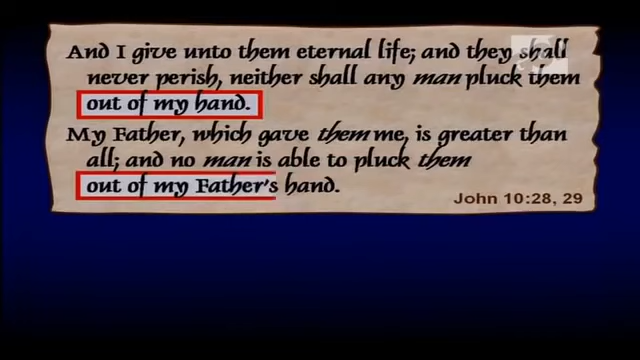 And I give unto them eternal life; and they shall
never perish, neither shall any man pluck them
out of my hand.
My Father, which gave them me, is greater than
all; and no man is able to pluck them
out of my Father's hand.
John 10:28, 29